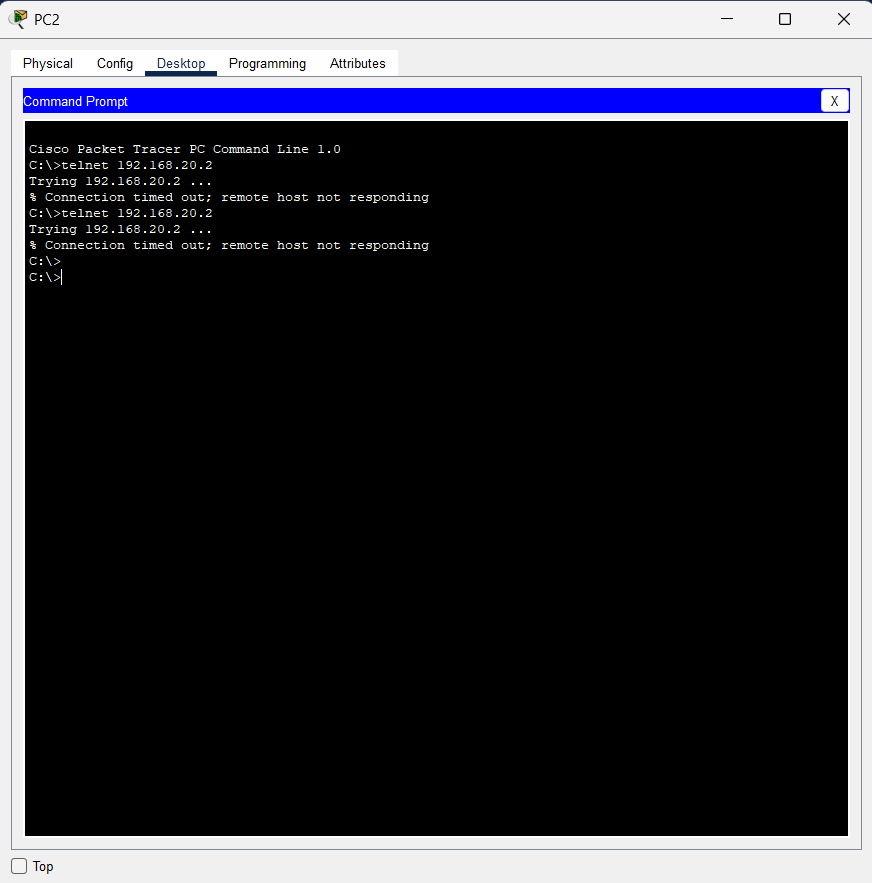 PC2
Physical Config Desktop Programming Attributes
Command Prompt
X
Cisco Packet Tracer PC Command Line 1.0
C:\>telnet 192.168.20.2
Trying 192.168.20.2 ...
% Connection timed out; remote host not responding
C:\>telnet 192.168.20.2
Trying 192.168.20.2 ...
% Connection timed out; remote host not responding
C:\>
C:\>
Top